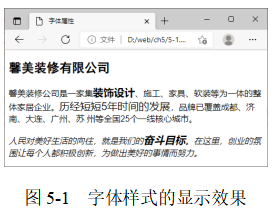 字体属性
文件
D:/web/ch5/5-1...
馨美装修有限公司
馨美装修公司是一家集装饰设计、施工、家具、软装等为一体的整
体家居企业。历经短短5年时间的发展，品牌已覆盖成都、济
南、大连、广州、苏 州等全国25个一线核心城市。
人民对美好生活的向往，就是我们的奋斗目标。在这里，创业的氛
围让每个人都积极创新，为做出美好的事情而努力。
图 5-1 字体样式的显示效果